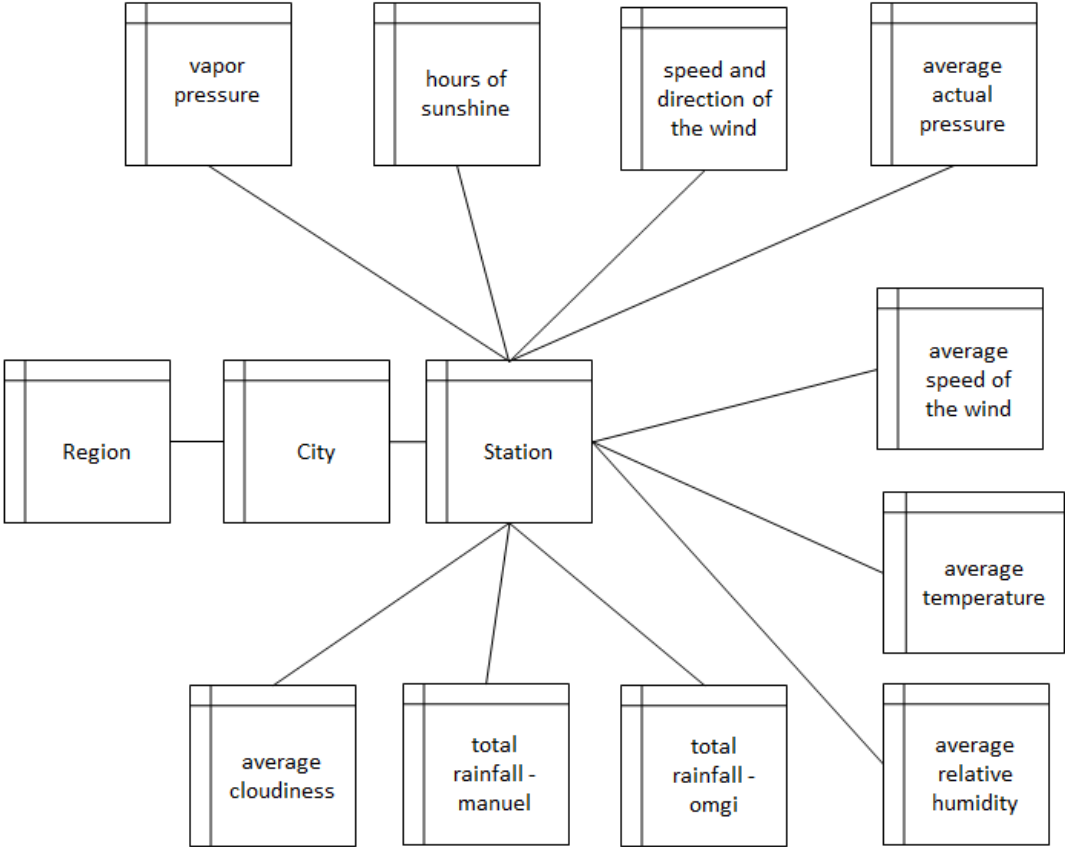 vapor
pressure
hours of
sunshine
speed and
direction of
the wind
average
actual
pressure
average
speed of
the wind
Region
City
Station
average
temperature
average
cloudiness
total
rainfall -
manuel
total
rainfall -
omgi
average
relative
humidity